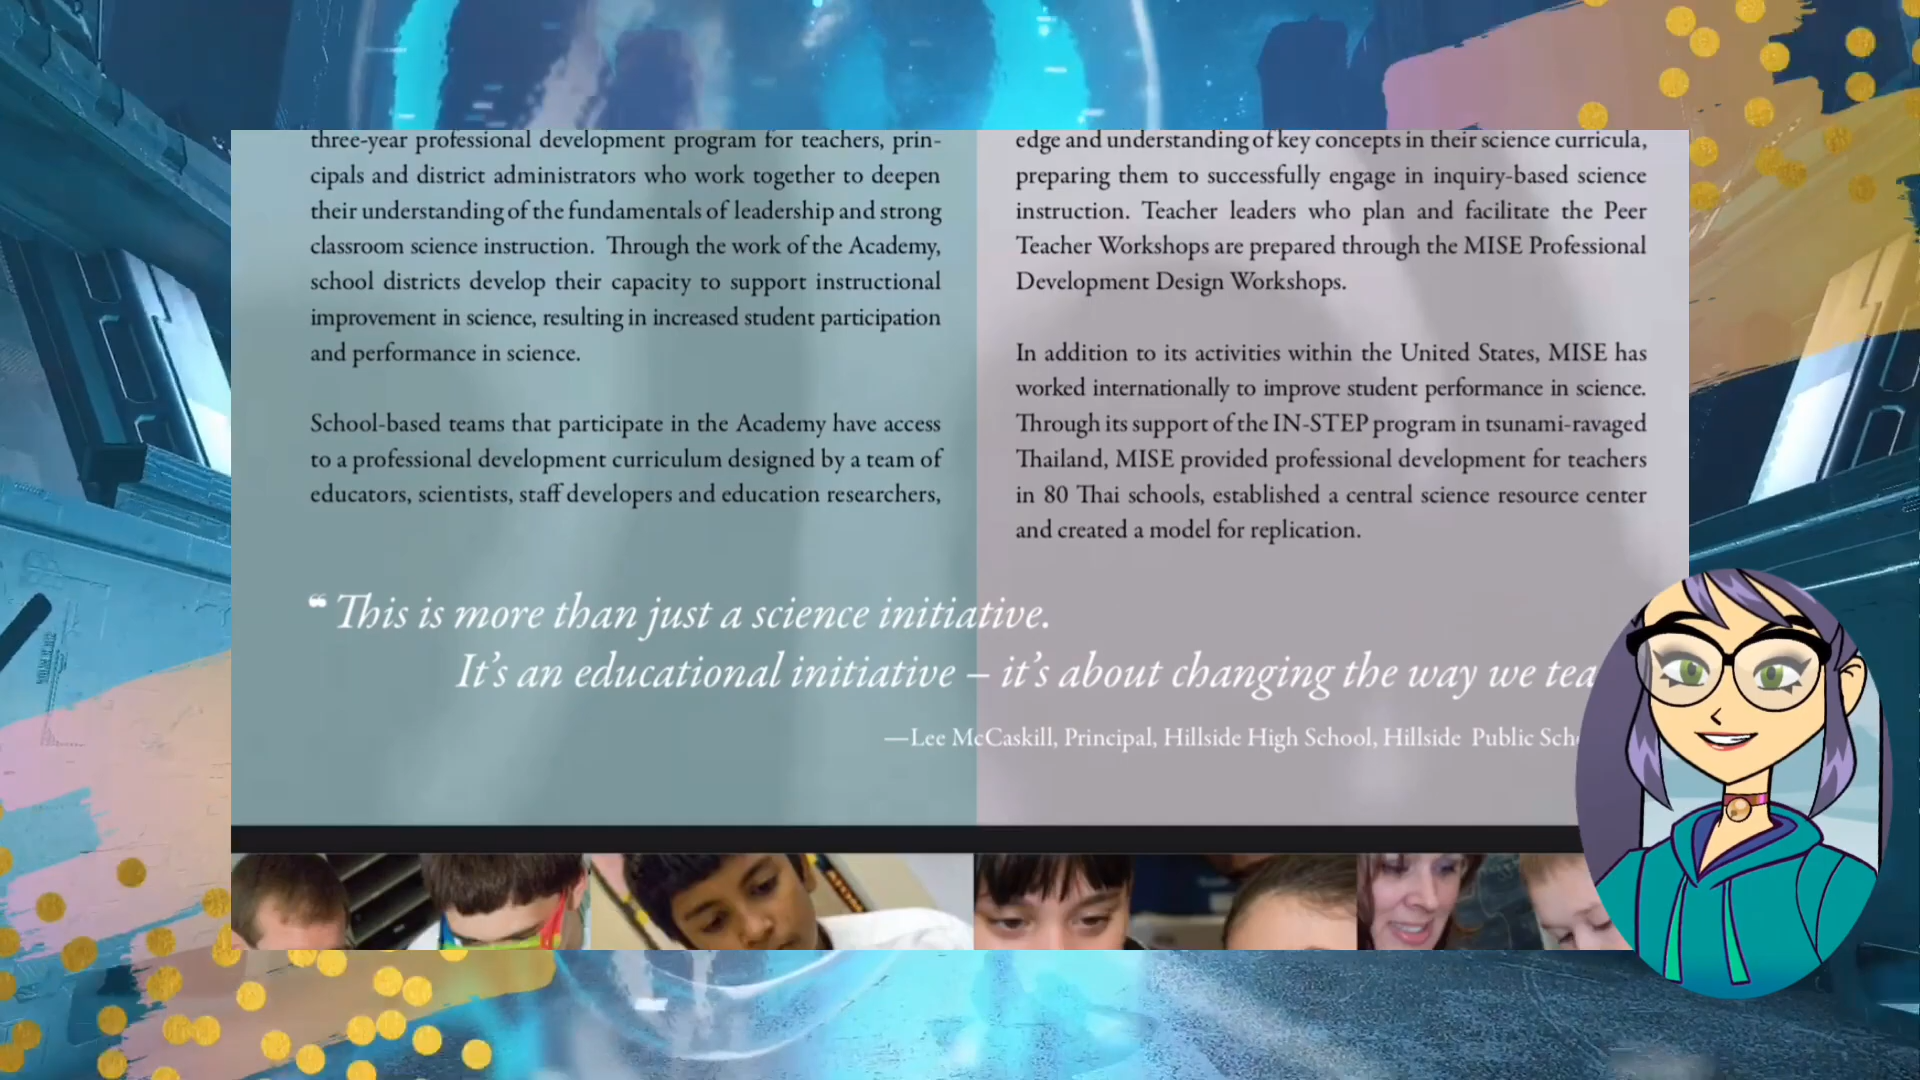 three-year professional development program for teachers, prin-
cipals and district administrators who work together to deepen
their understanding of the fundamentals of leadership and strong
classroom science instruction. Through the work of the Academy,
school districts develop their capacity to support instructional
improvement in science, resulting in increased student participation
and performance in science.
School-based teams that participate in the Academy have access
to a professional development curriculum designed by a team of
educators, scientists, staff developers and education researchers,
edge and understanding of key concepts in their science curricula,
preparing them to successfully engage in inquiry-based science
instruction. Teacher leaders who plan and facilitate the Peer
Teacher Workshops are prepared through the MISE Professional
Development Design Workshops.
In addition to its activities within the United States, MISE has
worked internationally to improve student performance in science.
Through its support of the IN-STEP program in tsunami-ravaged
Thailand, MISE provided professional development for teachers
in 80 Thai schools, established a central science resource center
and created a model for replication.
“ This is more than just a science initiative.
It’s an educational initiative – it’s about changing the way we
—Lee McCaskill, Principal, Hillside High School, Hillside Public